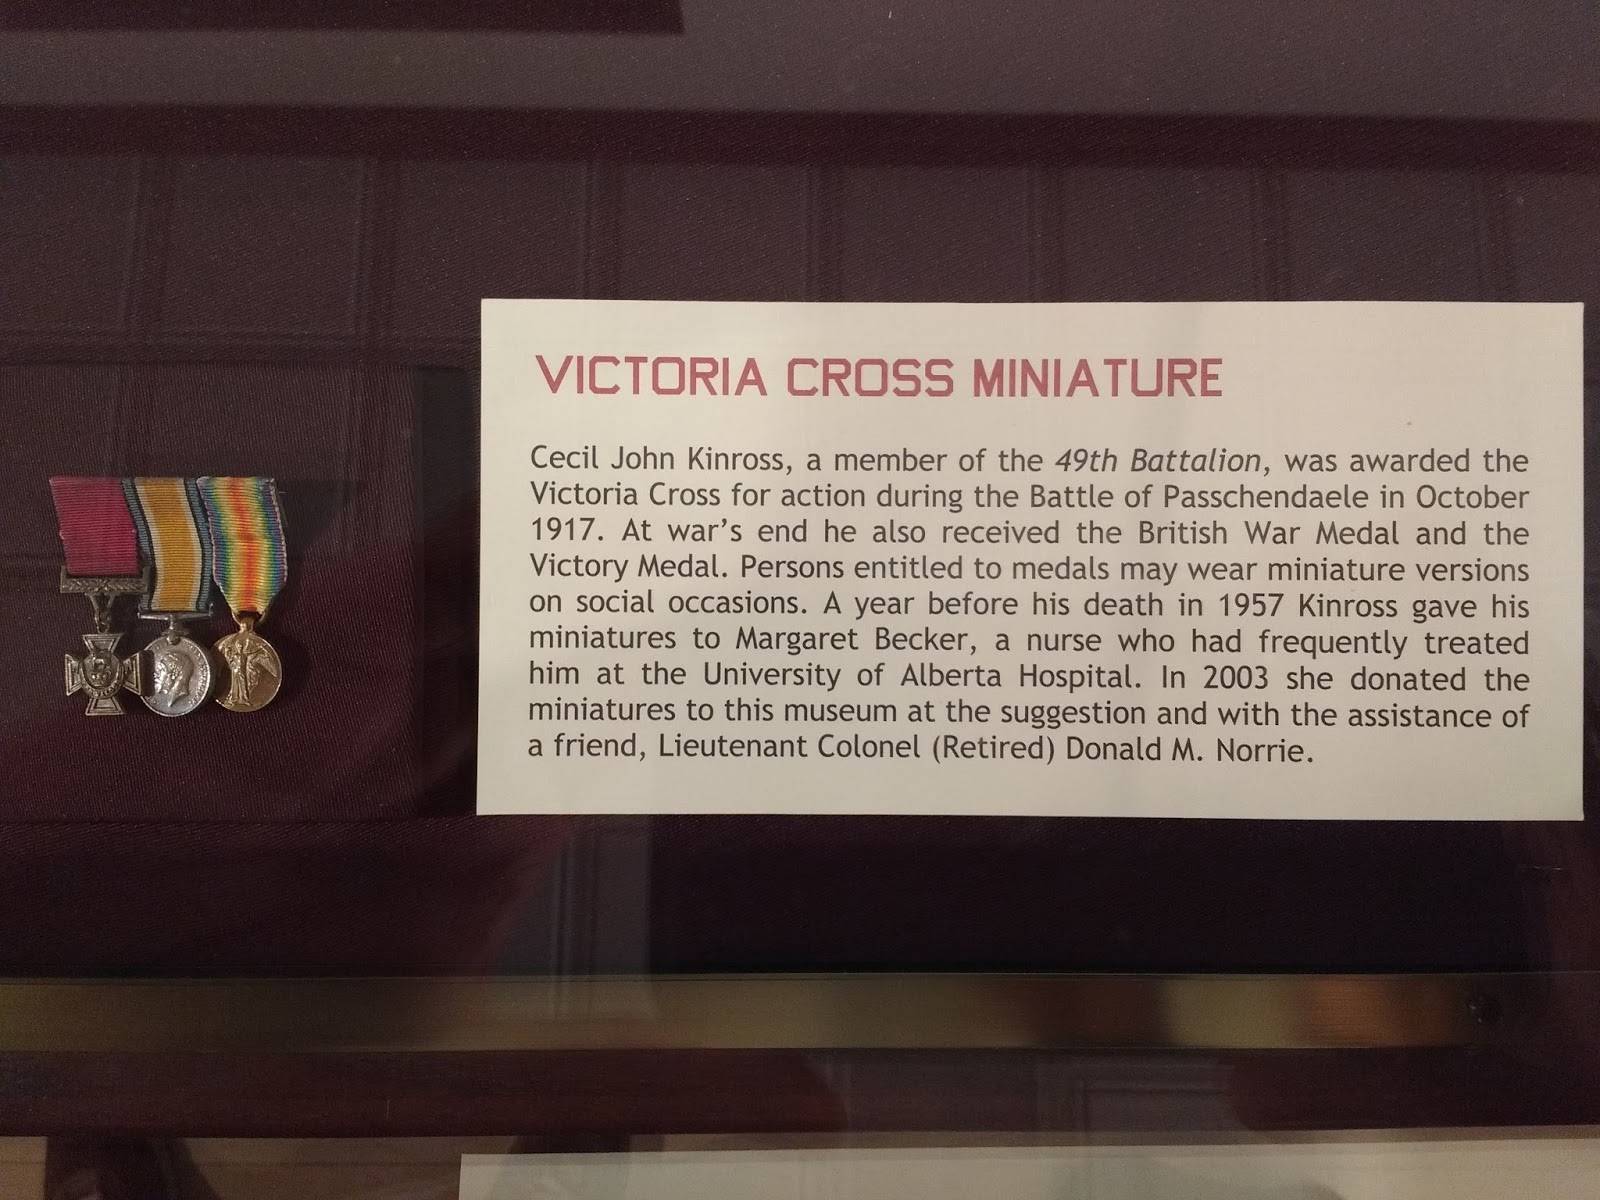 VICTORIA CROSS MINIATURE
Cecil John Kinross, a member of the 49th Battalion, was awarded the
Victoria Cross for action during the Battle of Passchendaele in October
1917. At war's end he also received the British War Medal and the
Victory Medal. Persons entitled to medals may wear miniature versions
on social occasions. A year before his death in 1957 Kinross gave his
miniatures to Margaret Becker, a nurse who had frequently treated
him at the University of Alberta Hospital. In 2003 she donated the
miniatures to this museum at the suggestion and with the assistance of
a friend, Lieutenant Colonel (Retired) Donald M. Norrie.